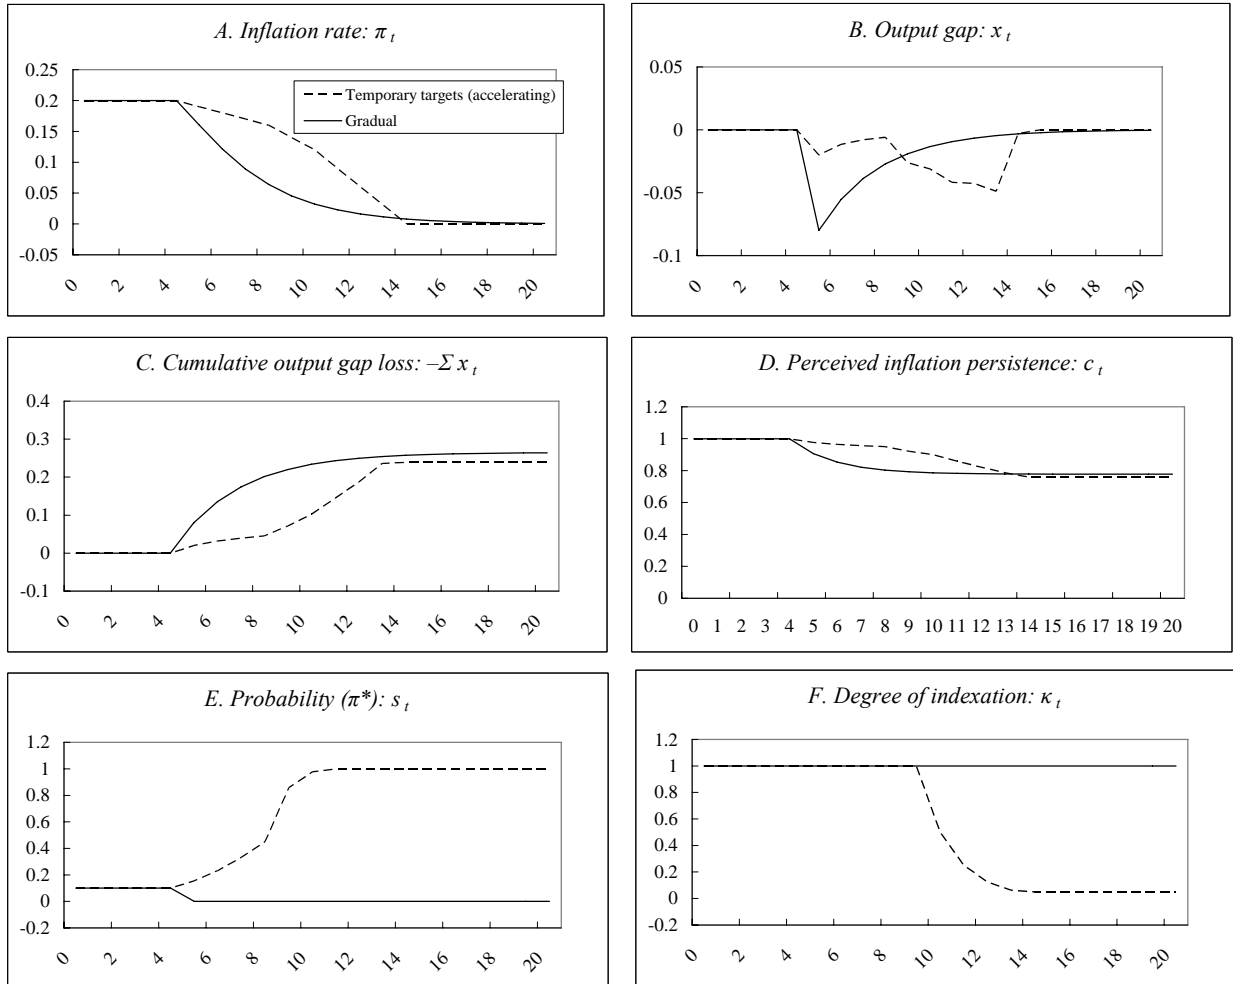 A. Inflation rate: π t
0.25
0.2
0.15
0.1
0.05
0
-0.05
0 2 4 6 8 10 12 14 16 18 20
Temporary targets (accelerating)
Gradual
B. Output gap: x t
0.05
0
-0.05
-0.1
0 2 4 6 8 10 12 14 16 18 20
C. Cumulative output gap loss: –Σ x t
0.4
0.3
0.2
0.1
0
-0.1
0 2 4 6 8 10 12 14 16 18 20
D. Perceived inflation persistence: c t
1.2
1
0.8
0.6
0.4
0.2
0
0 1 2 3 4 5 6 7 8 9 10 11 12 13 14 15 16 17 18 19 20
E. Probability (π*): s t
1.2
1
0.8
0.6
0.4
0.2
0
-0.2
0 2 4 6 8 10 12 14 16 18 20
F. Degree of indexation: κ t
1.2
1
0.8
0.6
0.4
0.2
0
-0.2
0 2 4 6 8 10 12 14 16 18 20